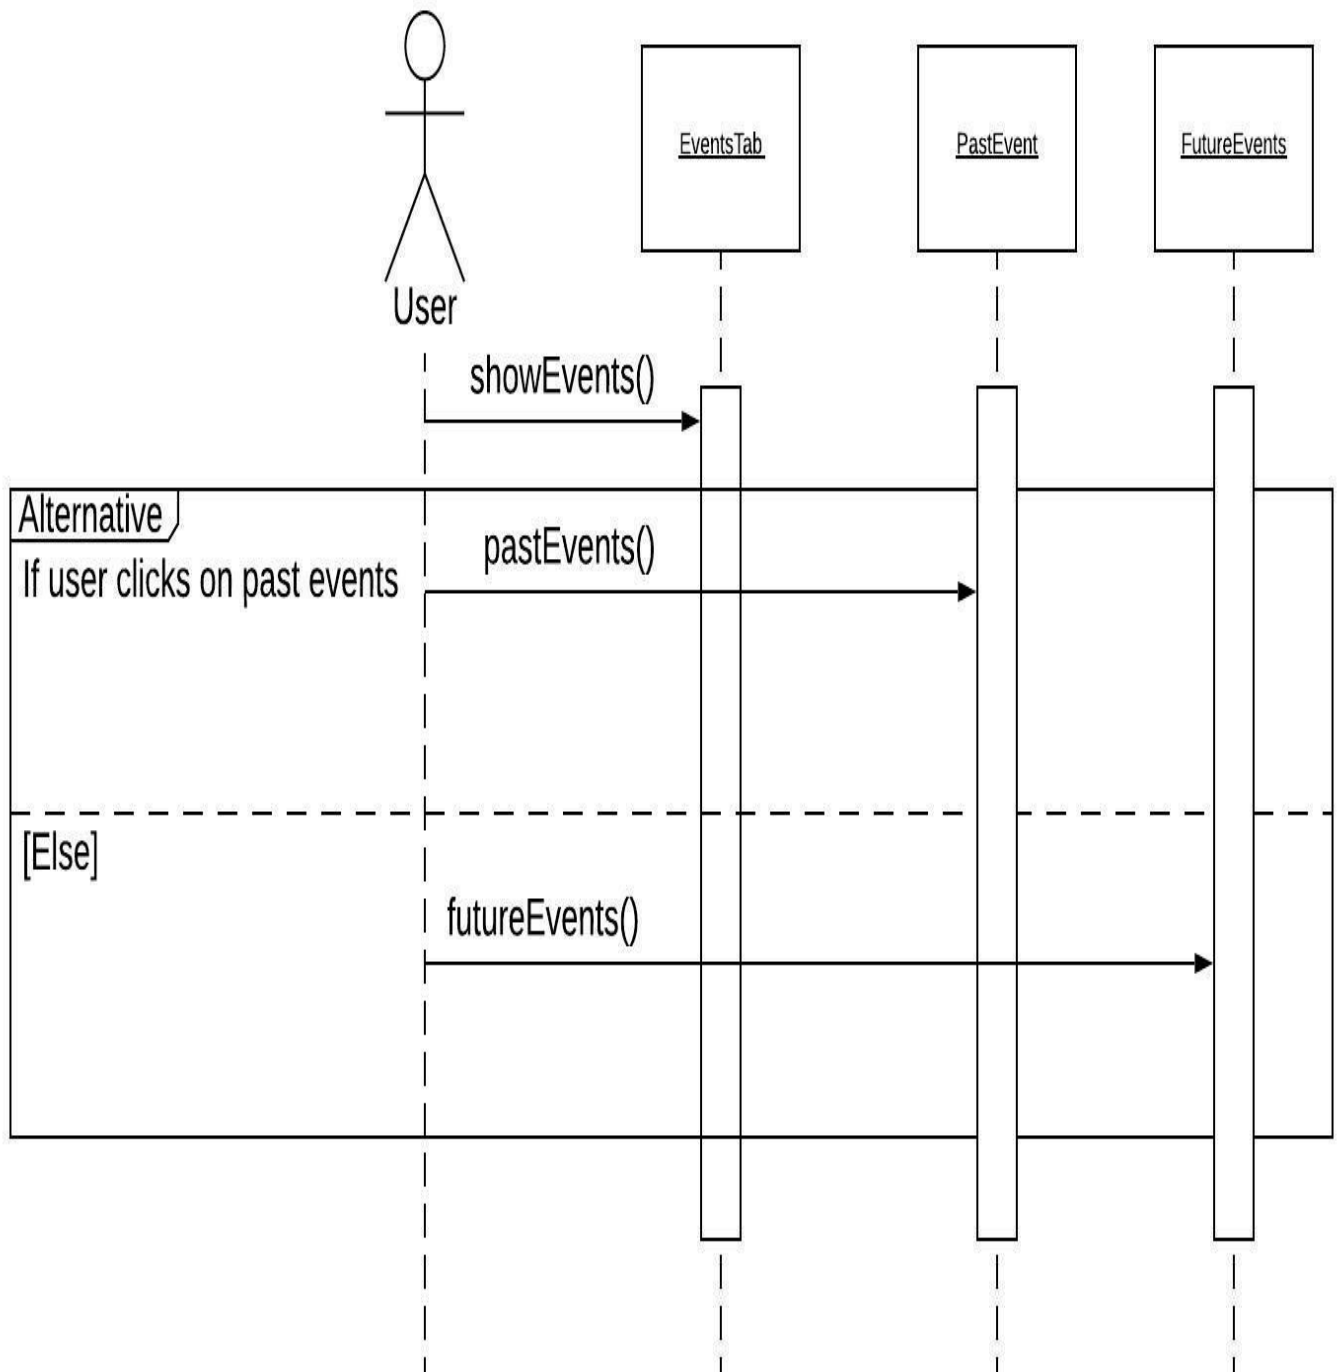 EventsTab
PastEvent
FutureEvents
User
showEvents()
Alternative
pastEvents()
If user clicks on past events
[Else]
futureEvents()